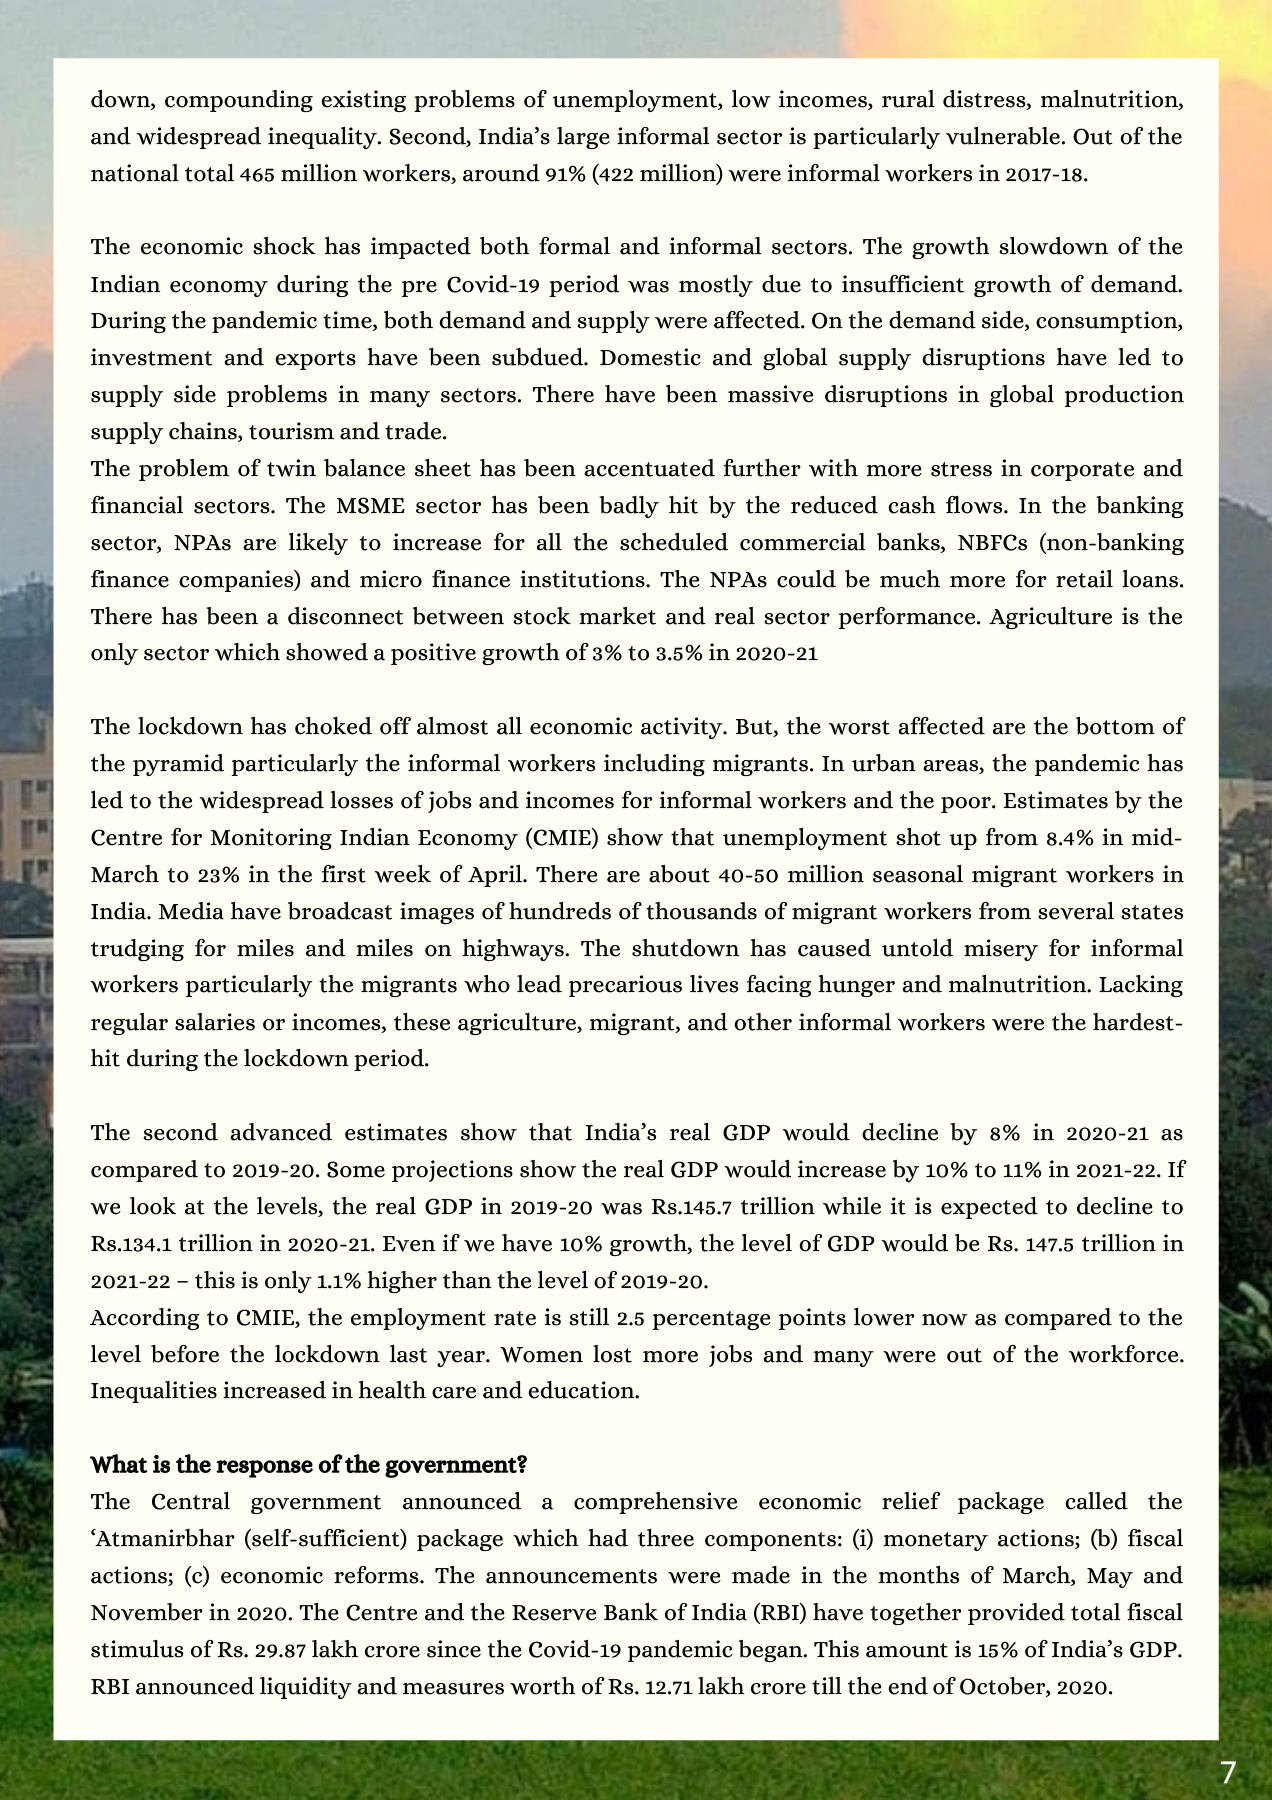 down, compounding existing problems of unemployment, low incomes, rural distress, malnutrition,
and widespread inequality. Second, India’s large informal sector is particularly vulnerable. Out of the
national total 465 million workers, around 91% (422 million) were informal workers in 2017-18.
The economic shock has impacted both formal and informal sectors. The growth slowdown of the
Indian economy during the pre Covid-19 period was mostly due to insufficient growth of demand.
During the pandemic time, both demand and supply were affected. On the demand side, consumption,
investment and exports have been subdued. Domestic and global supply disruptions have led to
supply side problems in many sectors. There have been massive disruptions in global production
supply chains, tourism and trade.
The problem of twin balance sheet has been accentuated further with more stress in corporate and
financial sectors. The MSME sector has been badly hit by the reduced cash flows. In the banking
sector, NPAs are likely to increase for all the scheduled commercial banks, NBFCs (non-banking
finance companies) and micro finance institutions. The NPAs could be much more for retail loans.
There has been a disconnect between stock market and real sector performance. Agriculture is the
only sector which showed a positive growth of 3% to 3.5% in 2020-21
The lockdown has choked off almost all economic activity. But, the worst affected are the bottom of
the pyramid particularly the informal workers including migrants. In urban areas, the pandemic has
led to the widespread losses of jobs and incomes for informal workers and the poor. Estimates by the
Centre for Monitoring Indian Economy (CMIE) show that unemployment shot up from 8.4% in mid-
March to 23% in the first week of April. There are about 40-50 million seasonal migrant workers in
India. Media have broadcast images of hundreds of thousands of migrant workers from several states
trudging for miles and miles on highways. The shutdown has caused untold misery for informal
workers particularly the migrants who lead precarious lives facing hunger and malnutrition. Lacking
regular salaries or incomes, these agriculture, migrant, and other informal workers were the hardest-
hit during the lockdown period.
The second advanced estimates show that India’s real GDP would decline by 8% in 2020-21 as
compared to 2019-20. Some projections show the real GDP would increase by 10% to 11% in 2021-22. If
we look at the levels, the real GDP in 2019-20 was Rs.145.7 trillion while it is expected to decline to
Rs.134.1 trillion in 2020-21. Even if we have 10% growth, the level of GDP would be Rs. 147.5 trillion in
2021-22 – this is only 1.1% higher than the level of 2019-20.
According to CMIE, the employment rate is still 2.5 percentage points lower now as compared to the
level before the lockdown last year. Women lost more jobs and many were out of the workforce.
Inequalities increased in health care and education.
What is the response of the government?
The Central government announced a comprehensive economic relief package called the
‘Atmanirbhar (self-sufficient) package which had three components: (i) monetary actions; (b) fiscal
actions; (c) economic reforms. The announcements were made in the months of March, May and
November in 2020. The Centre and the Reserve Bank of India (RBI) have together provided total fiscal
stimulus of Rs. 29.87 lakh crore since the Covid-19 pandemic began. This amount is 15% of India’s GDP.
RBI announced liquidity and measures worth of Rs. 12.71 lakh crore till the end of October, 2020.
7